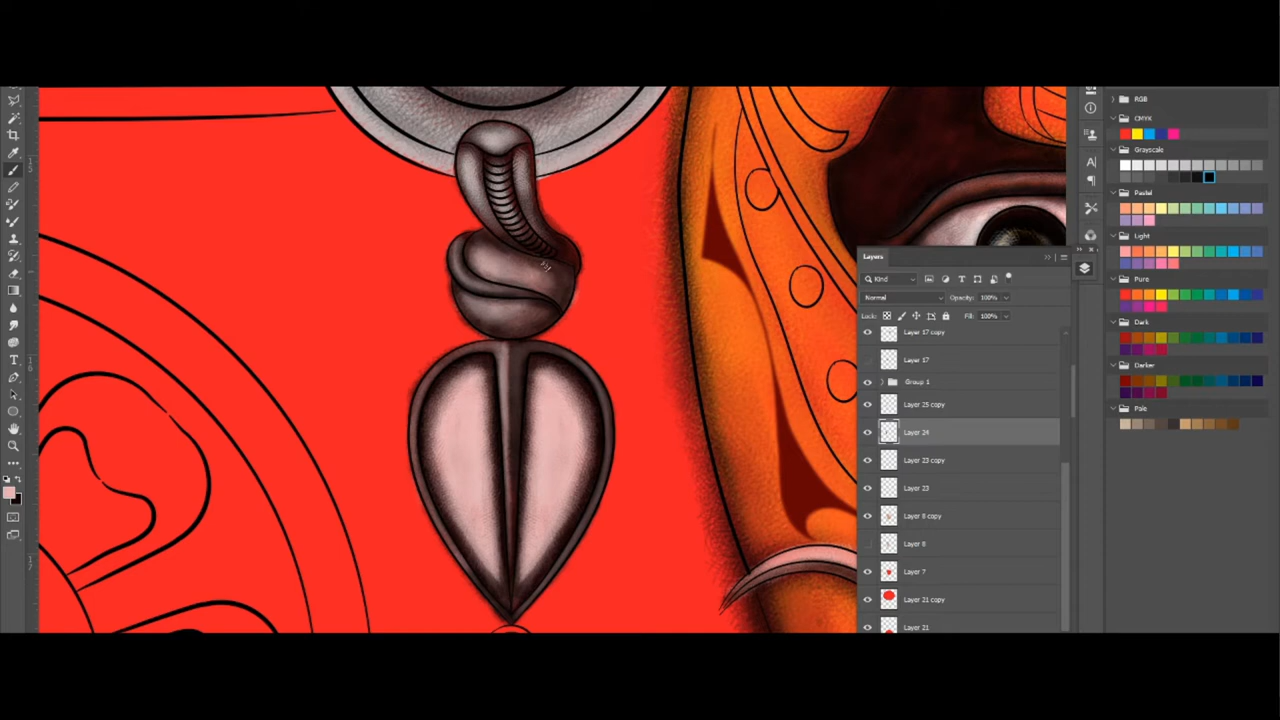 RGB
CMYK
Grayscale
Pastel
Light
Pure
Dark
Darker
Pale
Layers
Kind
Normal
Opacity: 100%
Lock:
Fill: 100%
Layer 17 copy
Layer 17
Group 1
Layer 25 copy
Layer 24
Layer 23 copy
Layer 23
Layer 8 copy
Layer 8
Layer 7
Layer 21 copy
Layer 21